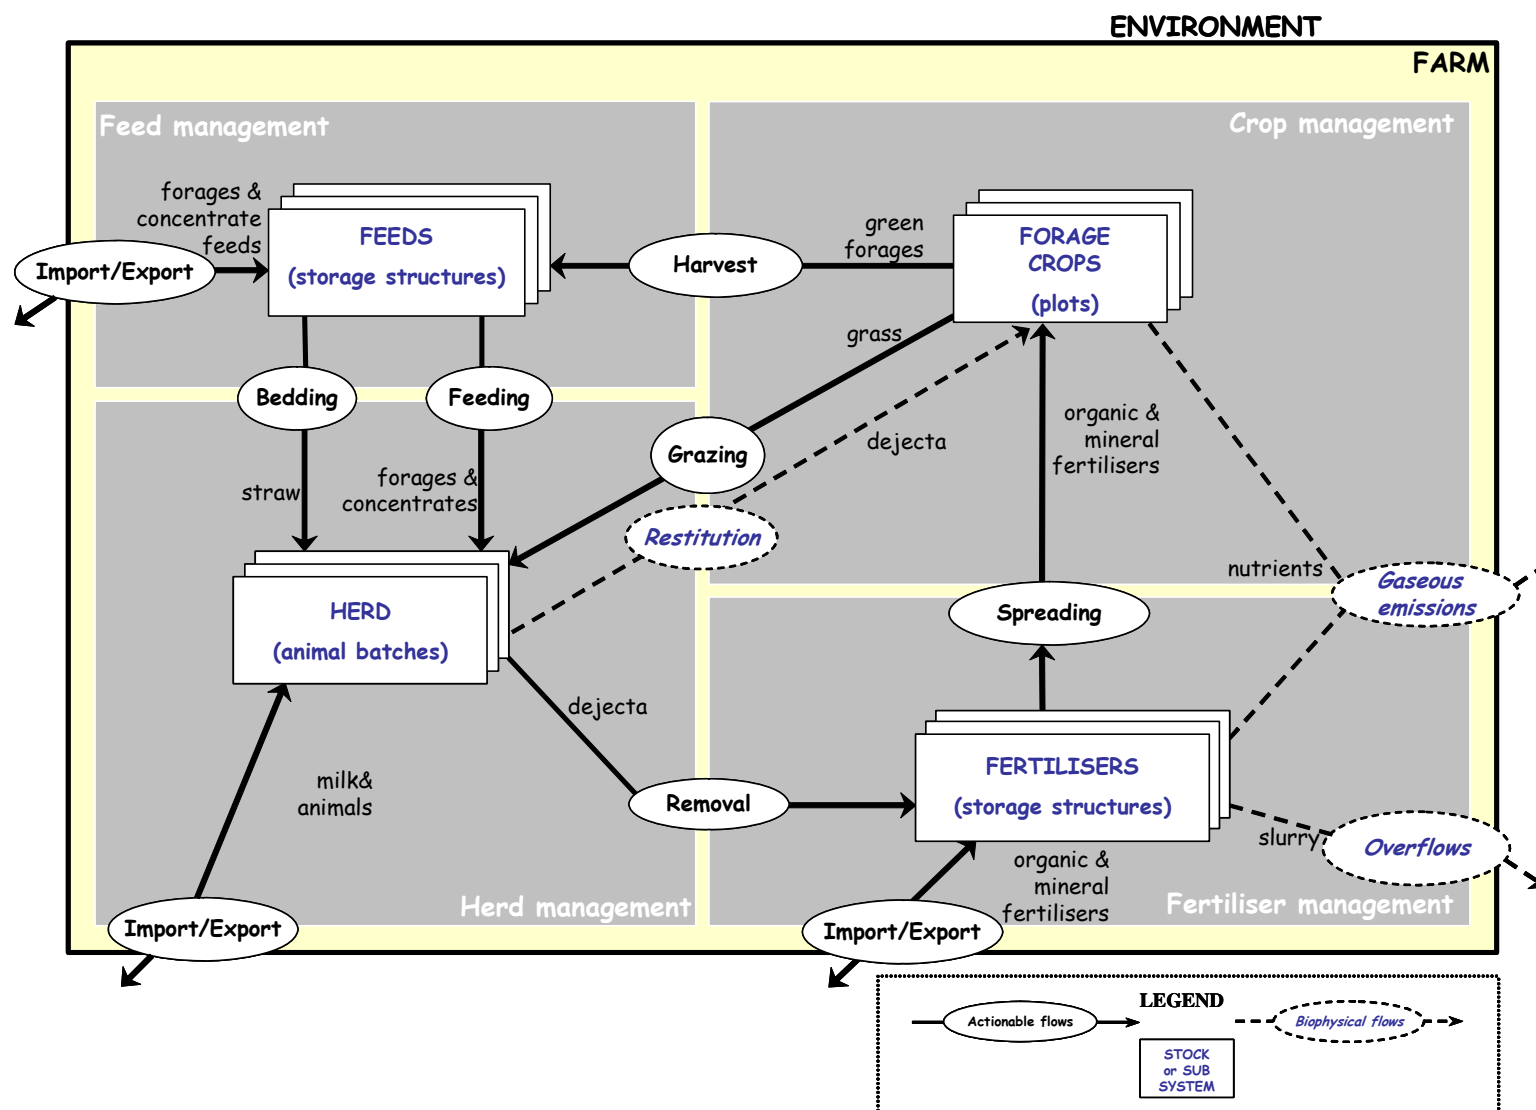 ENVIRONMENT
FARM
Feed management
Crop management
forages &
concentrate
feeds
FEEDS
(storage structures)
Import/Export
Harvest
green
forages
FORAGE
CROPS
(plots)
grass
Bedding
Feeding
Grazing
dejecta
organic &
mineral
fertilisers
straw
forages &
concentrates
Restitution
nutrients
Gaseous
emissions
HERD
(animal batches)
Spreading
dejecta
milk&
animals
Removal
FERTILISERS
(storage structures)
slurry
Overflows
organic &
mineral
fertilisers
Herd management
Fertiliser management
Import/Export
Import/Export
LEGEND
Actionable flows
Biophysical flows
STOCK
or SUB
SYSTEM